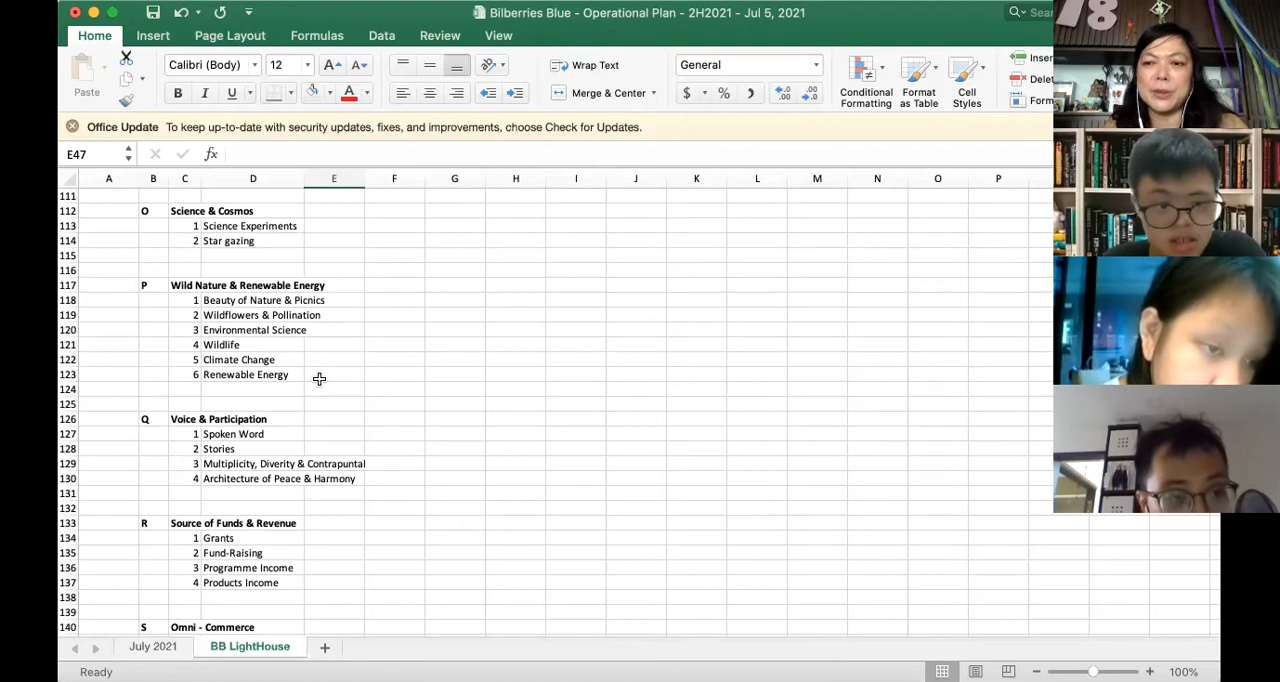 Bilberries Blue - Operational Plan - 2H2021 - Jul 5, 2021
Home Insert Page Layout Formulas Data Review View
Paste
Calibri (Body) 12
Wrap Text
General
B I U
Merge & Center
$ %
Conditional Formatting
Format as Table
Cell Styles
Office Update To keep up-to-date with security updates, fixes, and improvements, choose Check for Updates.
E47 fx
A B C D E F G H I J K L M N O P
111
112 O Science & Cosmos
113 1 Science Experiments
114 2 Star gazing
115
116
117 P Wild Nature & Renewable Energy
118 1 Beauty of Nature & Picnics
119 2 Wildflowers & Pollination
120 3 Environmental Science
121 4 Wildlife
122 5 Climate Change
123 6 Renewable Energy
124
125
126 Q Voice & Participation
127 1 Spoken Word
128 2 Stories
129 3 Multiplicity, Diverity & Contrapuntal
130 4 Architecture of Peace & Harmony
131
132
133 R Source of Funds & Revenue
134 1 Grants
135 2 Fund-Raising
136 3 Programme Income
137 4 Products Income
138
139
140 S Omni - Commerce
July 2021 BB LightHouse +
Ready 100%
78